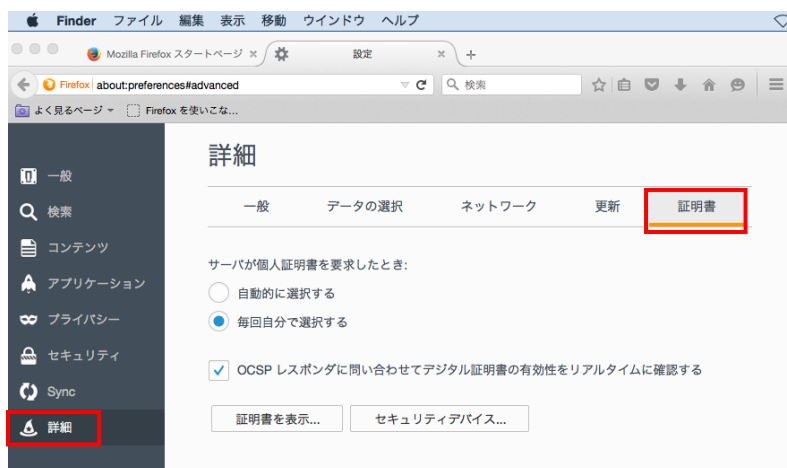 Finder ファイル 編集 表示 移動 ウインドウ ヘルプ
Mozilla Firefox スタートページ × 設定 × +
Firefox about:preferences#advanced 検索
よく見るページ Firefox を使いこな...
詳細
一般
検索
コンテンツ
アプリケーション
プライバシー
セキュリティ
Sync
詳細
一般 データの選択 ネットワーク 更新 証明書
サーバが個人証明書を要求したとき:
自動的に選択する
毎回自分で選択する
OCSP レスポンダに問い合わせてデジタル証明書の有効性をリアルタイムに確認する
証明書を表示... セキュリティデバイス...